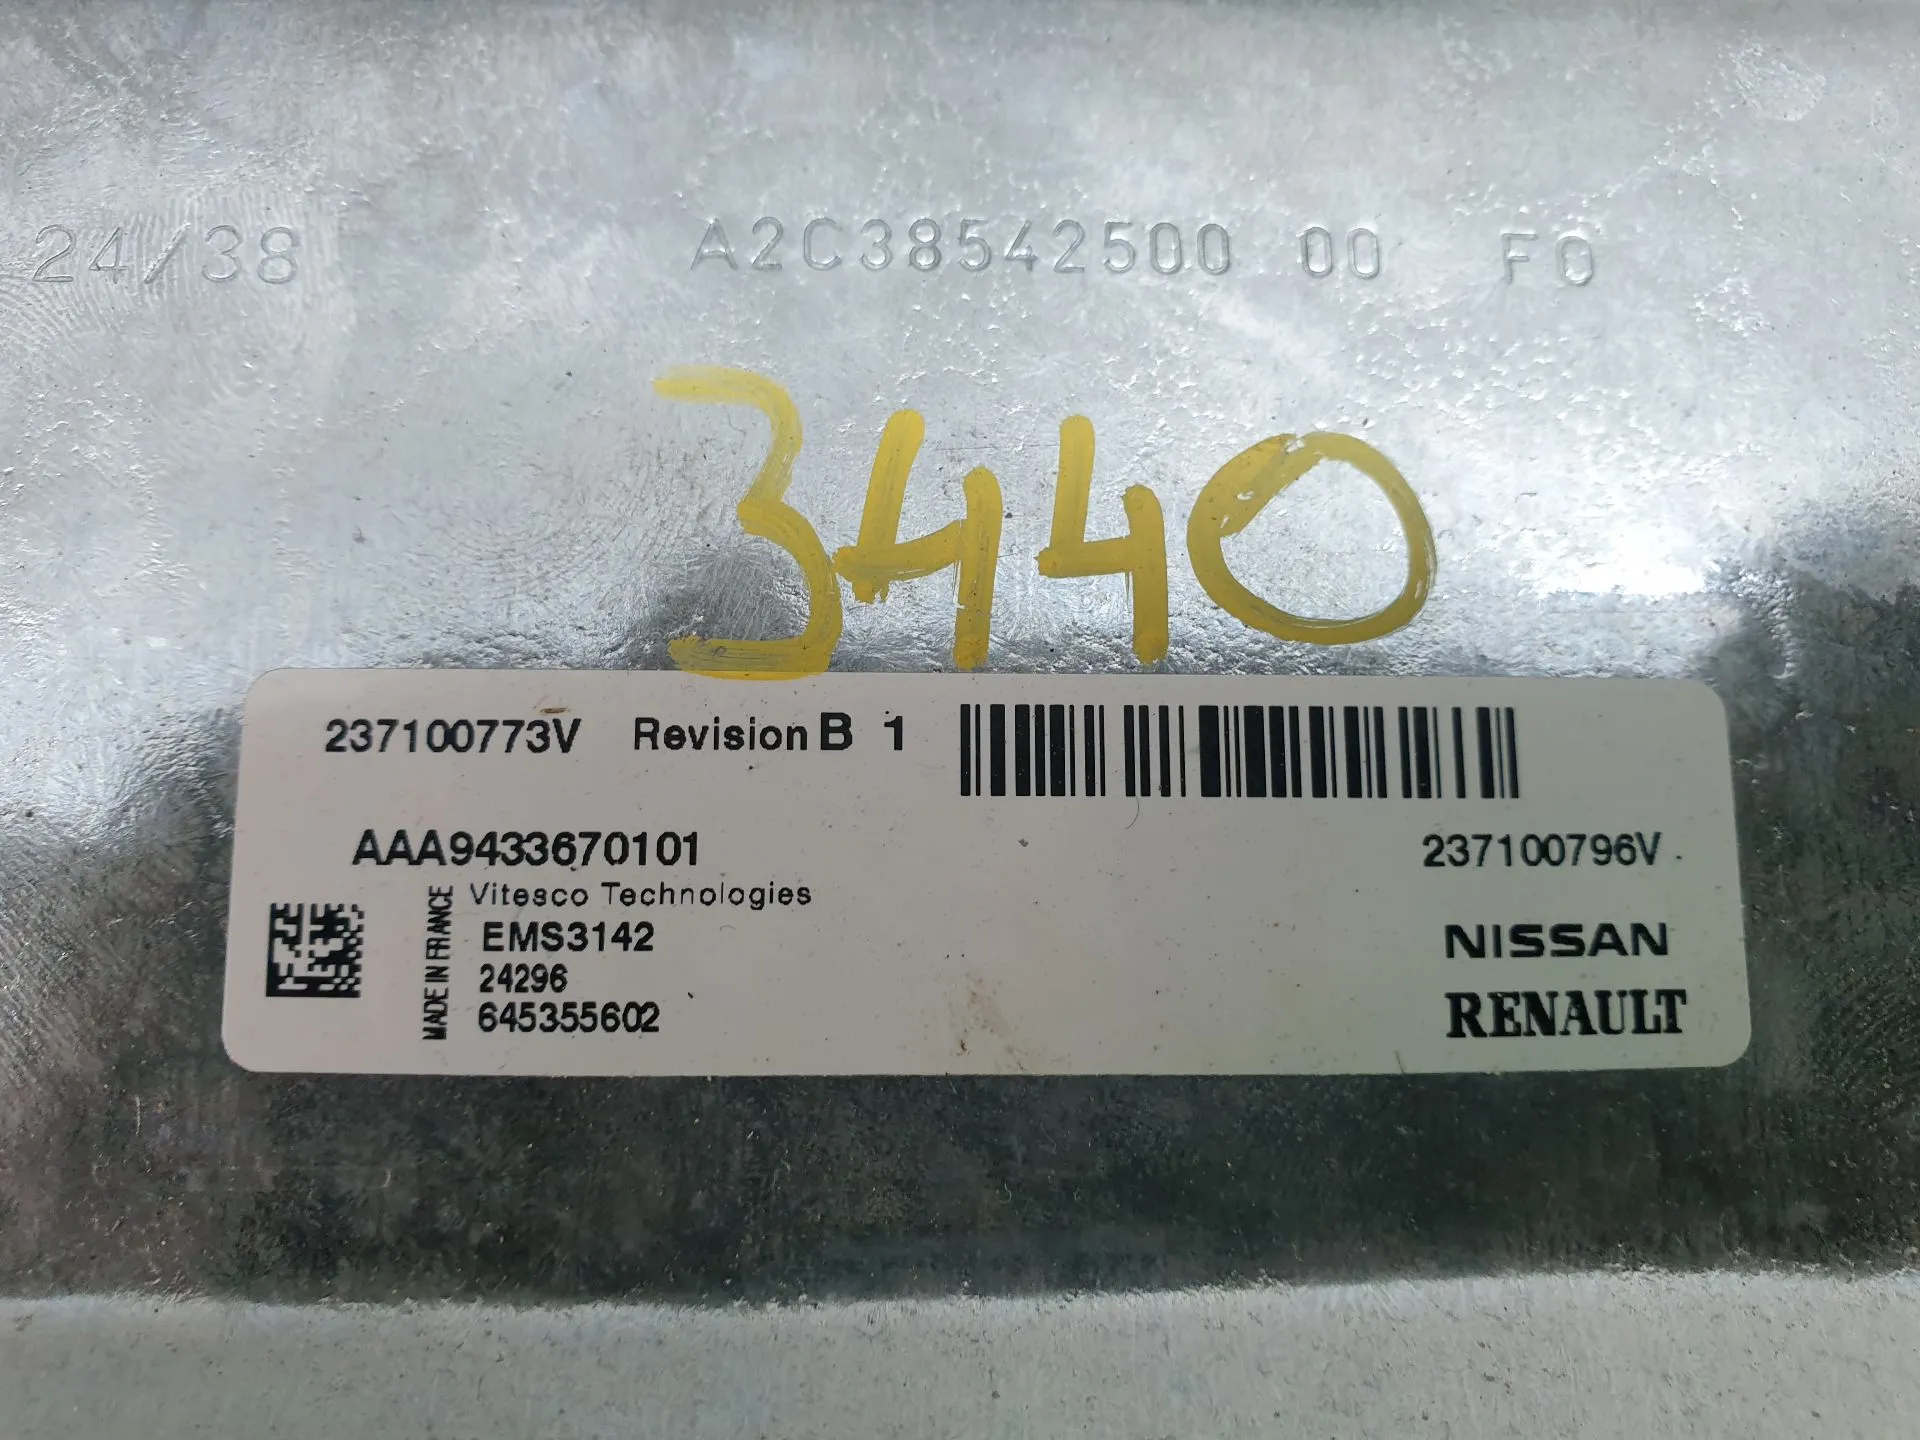 24/38 A2C38542500 00 F0
3440
237100773V Revision B 1
AAA9433670101
237100796V
Vitesco Technologies
MADE IN FRANCE
EMS3142
24296
645355602
NISSAN
RENAULT